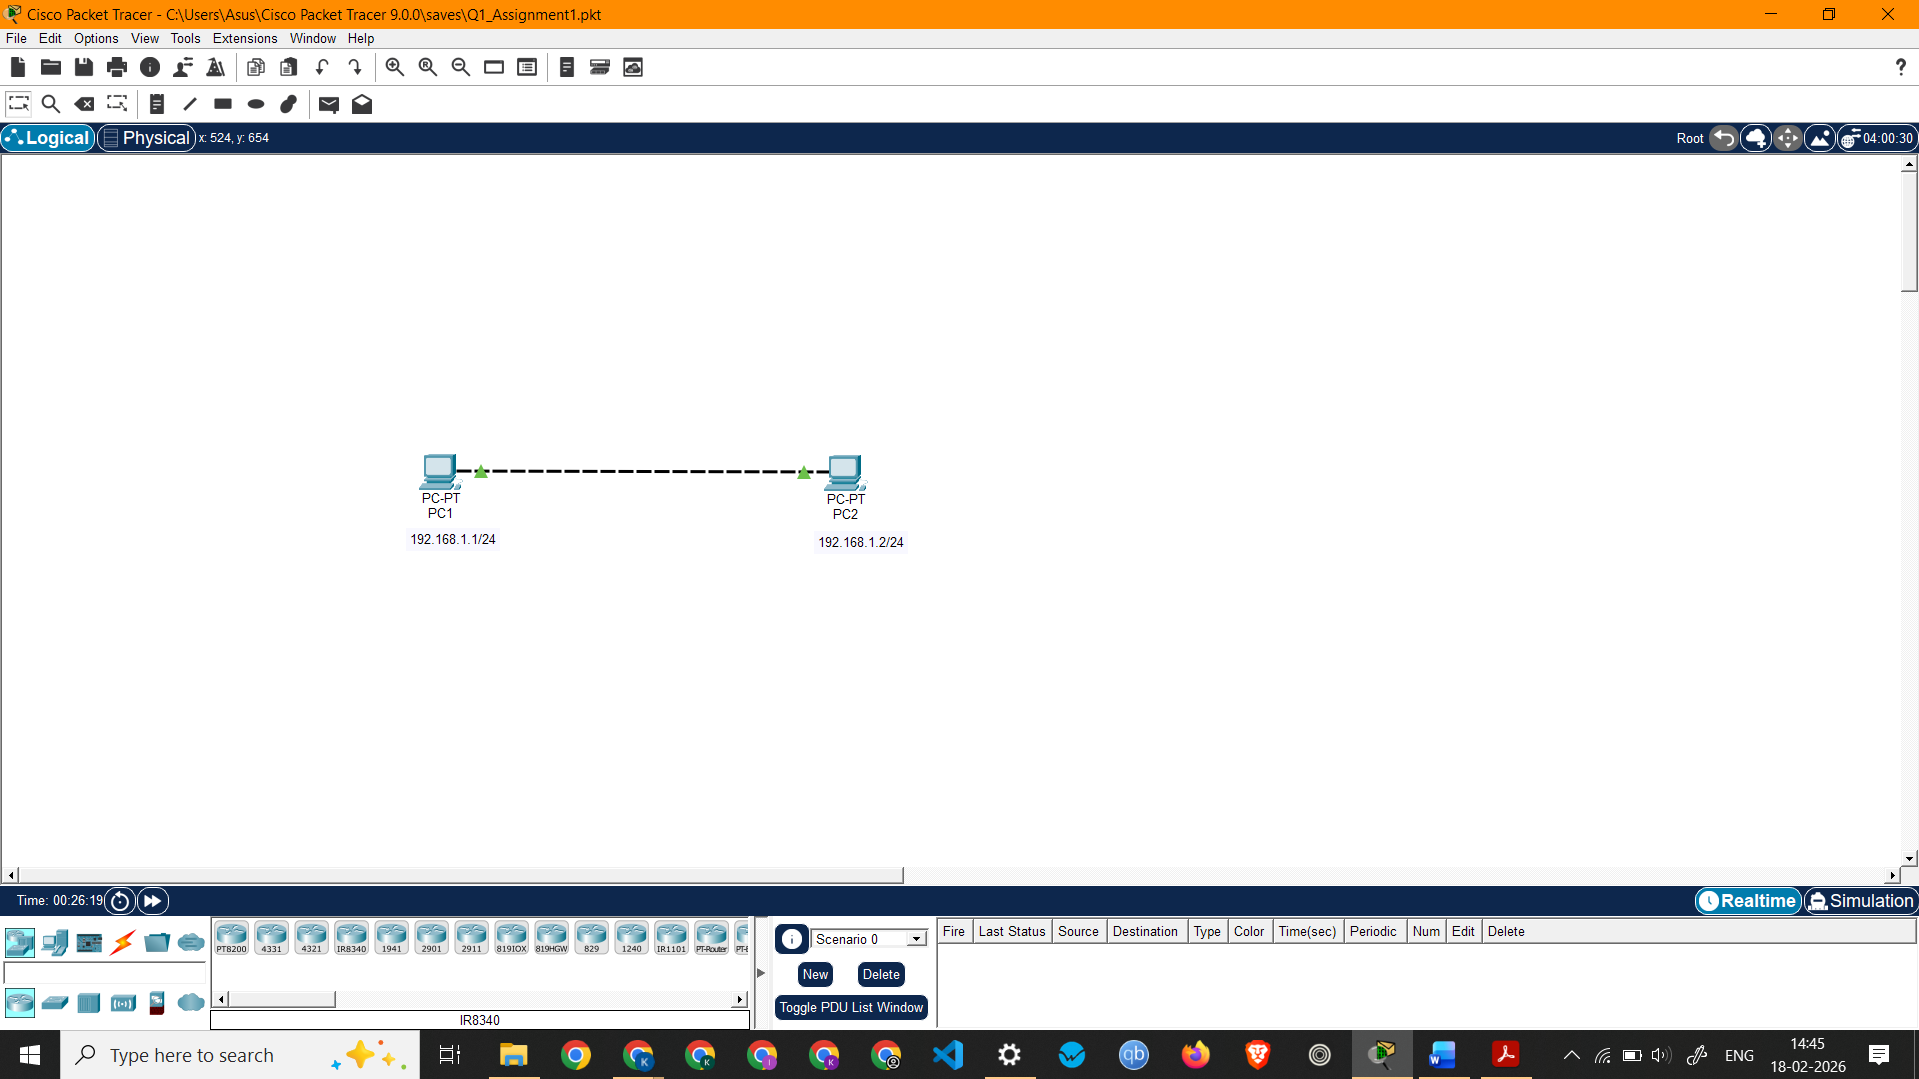 Cisco Packet Tracer - C:\Users\Asus\Cisco Packet Tracer 9.0.0\saves\Q1_Assignment1.pkt
File Edit Options View Tools Extensions Window Help
?
Logical Physical x: 524, y: 654 Root 04:00:30
PC-PT
PC1
192.168.1.1/24
PC-PT
PC2
192.168.1.2/24
Time: 00:26:19 Realtime Simulation
PT8200 4331 4321 IR8340 1941 2901 2911 819IOX 819HGW 829 1240 IR1101 PT-Router
IR8340
Scenario 0
New Delete
Toggle PDU List Window
Fire Last Status Source Destination Type Color Time(sec) Periodic Num Edit Delete
Type here to search
K K I K
qb
ENG
14:45
18-02-2026